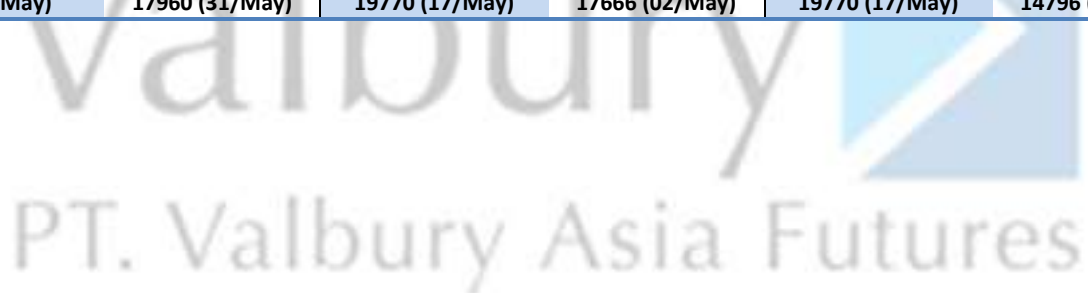 May) 17960 (31/May) 19770 (17/May) 17666 (02/May) 19770 (17/May) 14796 (
Valbury
PT. Valbury Asia Futures